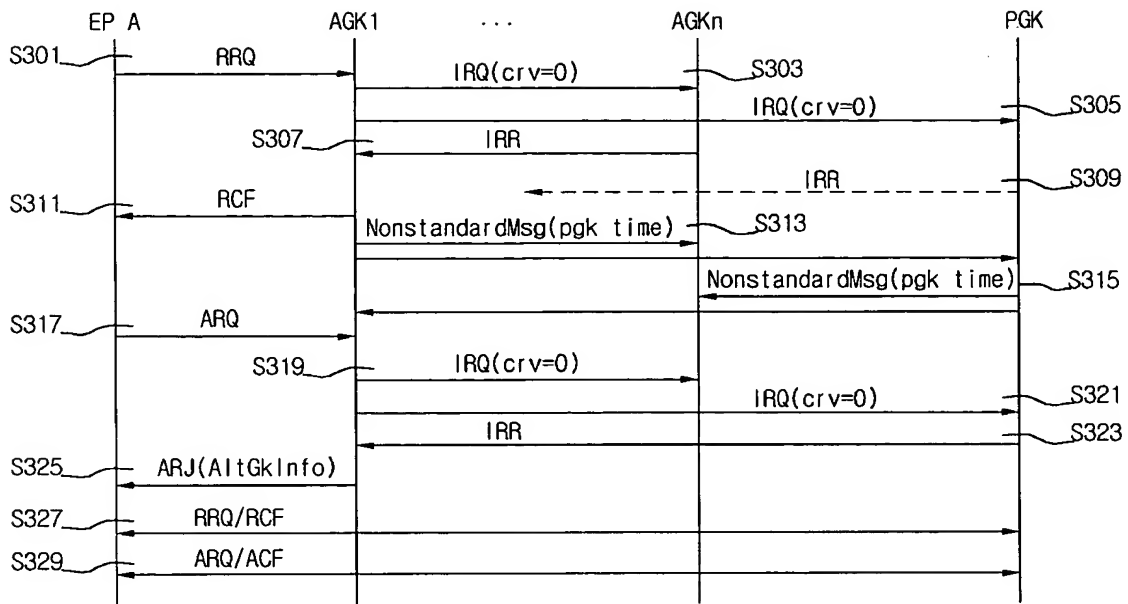 EP A AGK1 ... AGKn PGK
S301 RRQ
IRQ(crv=0) S303
IRQ(crv=0) S305
S307 IRR
IRR S309
S311 RCF
NonstandardMsg(pgk time) S313
NonstandardMsg(pgk time) S315
S317 ARQ
S319 IRQ(crv=0)
IRQ(crv=0) S321
IRR S323
S325 ARJ(AltGkInfo)
S327 RRQ/RCF
S329 ARQ/ACF